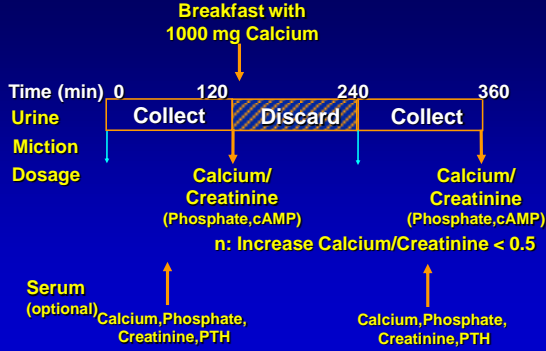 Breakfast with
1000 mg Calcium
Time (min) 0 120 240 360
Urine Collect Discard Collect
Miction
Dosage
Calcium/
Creatinine
(Phosphate,cAMP)
Calcium/
Creatinine
(Phosphate,cAMP)
n: Increase Calcium/Creatinine < 0.5
Serum
(optional)
Calcium,Phosphate,
Creatinine,PTH
Calcium,Phosphate,
Creatinine,PTH